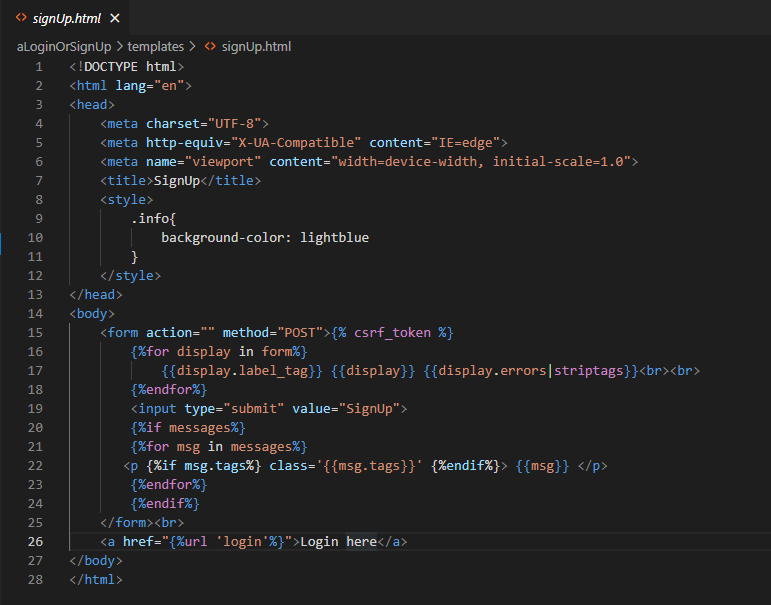 signUp.html
aLoginOrSignUp > templates > signUp.html
1 <!DOCTYPE html>
2 <html lang="en">
3 <head>
4 <meta charset="UTF-8">
5 <meta http-equiv="X-UA-Compatible" content="IE=edge">
6 <meta name="viewport" content="width=device-width, initial-scale=1.0">
7 <title>SignUp</title>
8 <style>
9 .info{
10 background-color: lightblue
11 }
12 </style>
13 </head>
14 <body>
15 <form action="" method="POST">{% csrf_token %}
16 {%for display in form%}
17 {{display.label_tag}} {{display}} {{display.errors|striptags}}<br><br>
18 {%endfor%}
19 <input type="submit" value="SignUp">
20 {%if messages%}
21 {%for msg in messages%}
22 <p {%if msg.tags%} class='{{msg.tags}}' {%endif%}> {{msg}} </p>
23 {%endfor%}
24 {%endif%}
25 </form><br>
26 <a href="{%url 'login'%}">Login here</a>
27 </body>
28 </html>